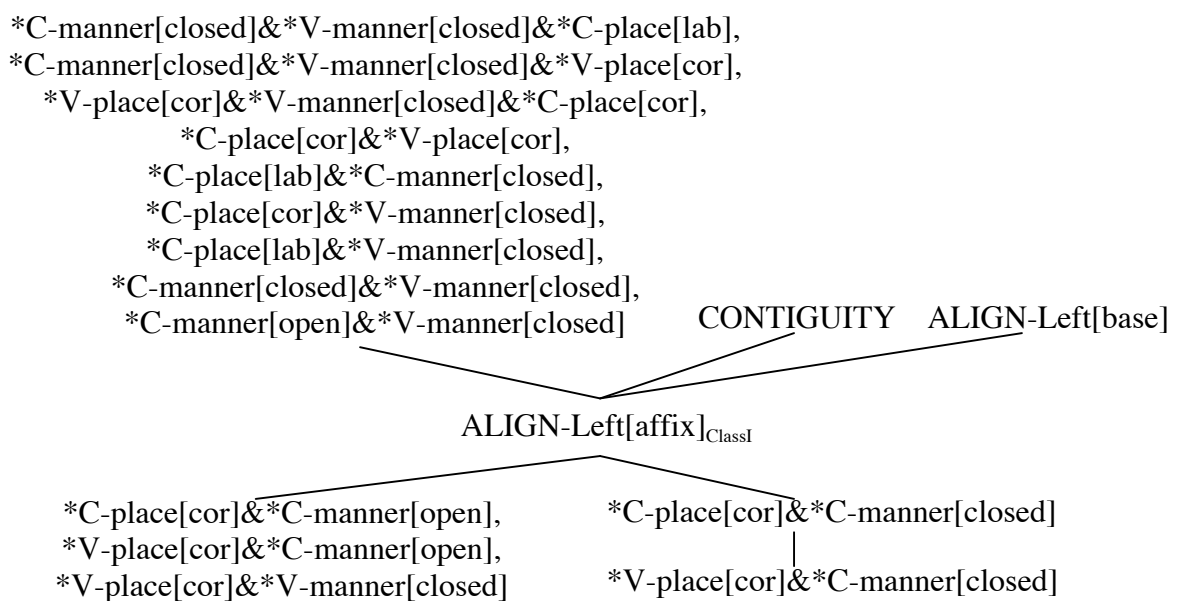 *C-manner[closed]&*V-manner[closed]&*C-place[lab],
*C-manner[closed]&*V-manner[closed]&*V-place[cor],
*V-place[cor]&*V-manner[closed]&*C-place[cor],
*C-place[cor]&*V-place[cor],
*C-place[lab]&*C-manner[closed],
*C-place[cor]&*V-manner[closed],
*C-place[lab]&*V-manner[closed],
*C-manner[closed]&*V-manner[closed],
*C-manner[open]&*V-manner[closed]
CONTIGUITY
ALIGN-Left[base]
ALIGN-Left[affix]ClassI
*C-place[cor]&*C-manner[open],
*V-place[cor]&*C-manner[open],
*V-place[cor]&*V-manner[closed]
*C-place[cor]&*C-manner[closed]
*V-place[cor]&*C-manner[closed]